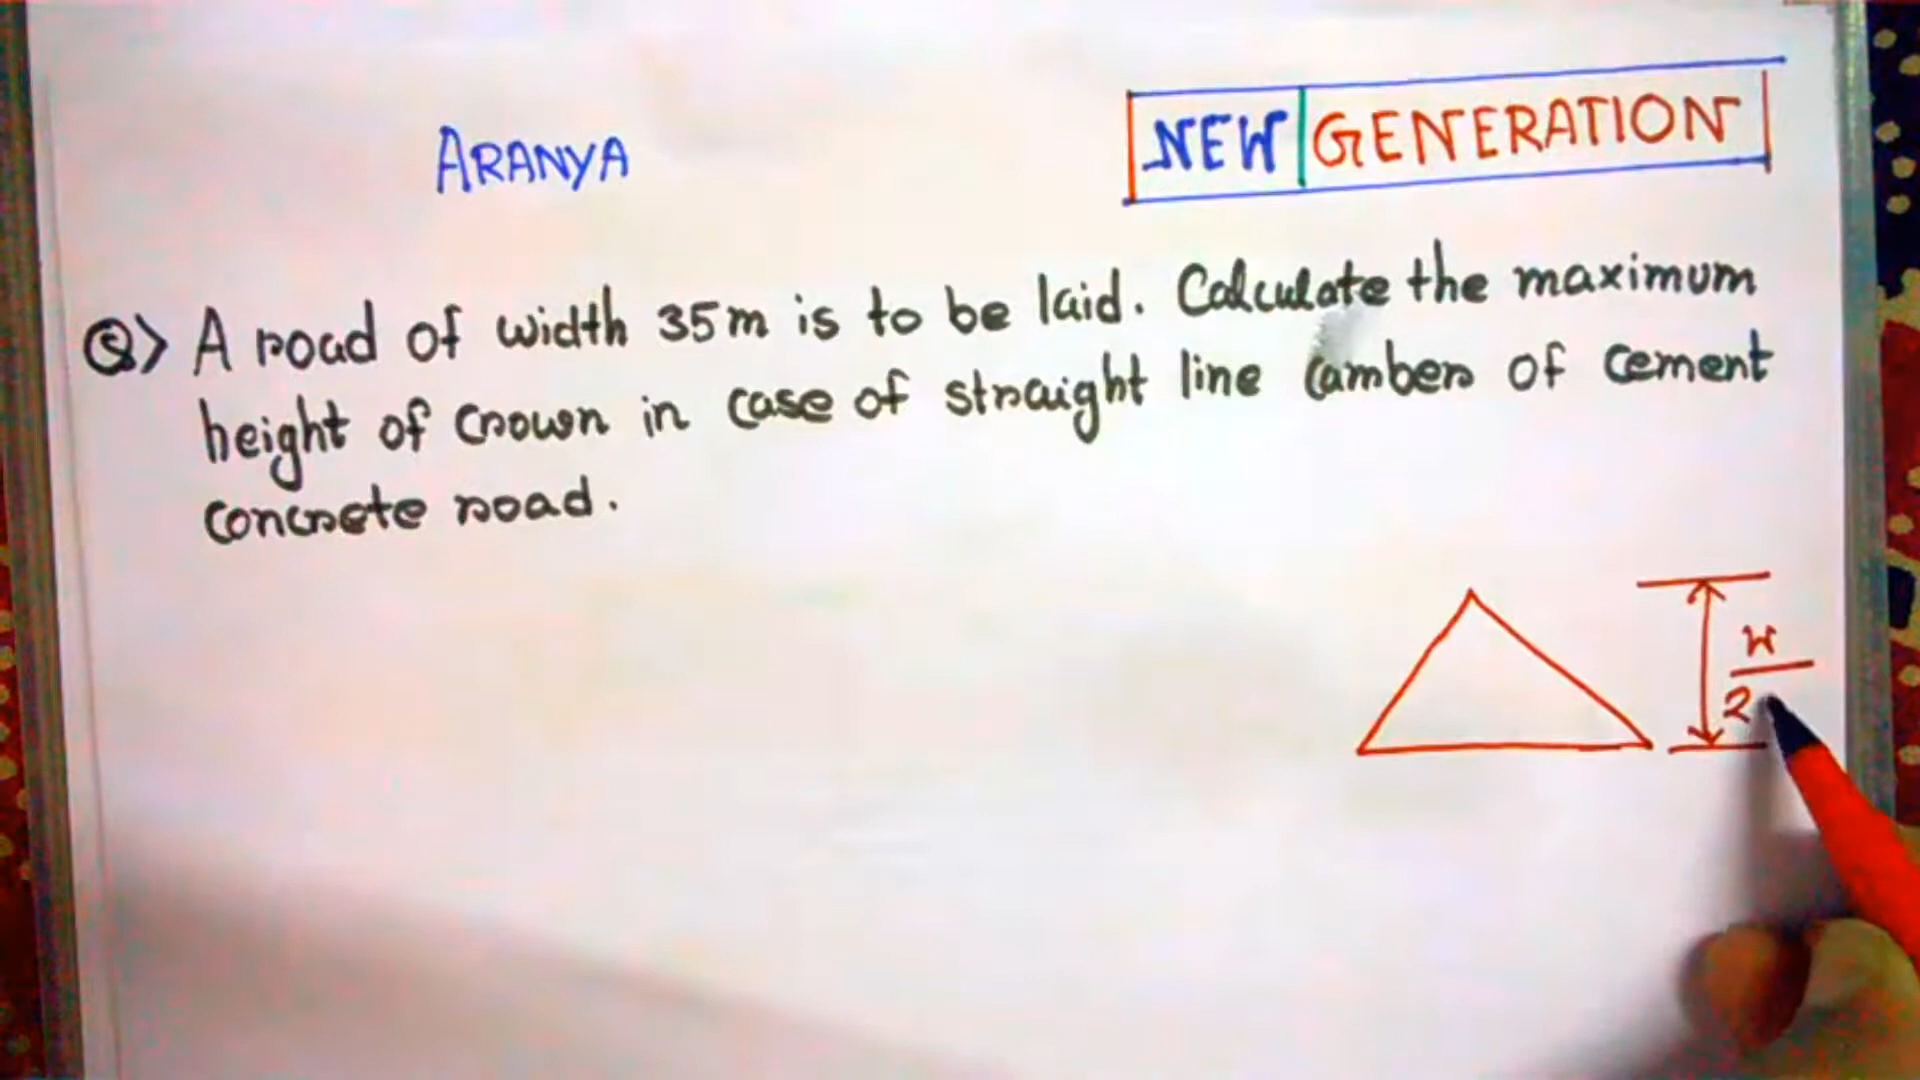 ARANYA
NEW GENERATION
Q> A road of width 35m is to be laid. Calculate the maximum
height of crown in case of straight line camber of cement
concrete road.
W
2